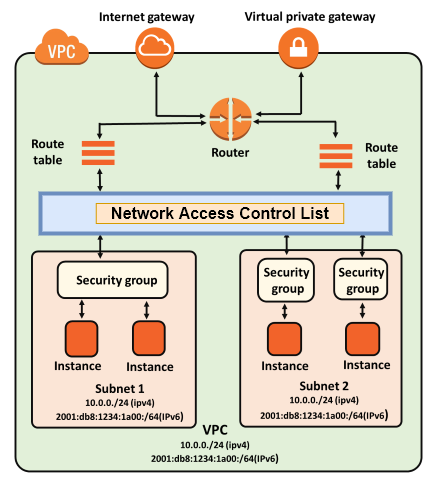 Internet gateway
Virtual private gateway
VPC
Router
Route
table
Route
table
Network Access Control List
Security group
Security
group
Security
group
Instance
Instance
Instance
Instance
Subnet 1
10.0.0./24 (ipv4)
2001:db8:1234:1a00:/64(IPv6)
Subnet 2
10.0.0./24 (ipv4)
2001:db8:1234:1a00:/64(IPv6)
VPC
10.0.0./24 (ipv4)
2001:db8:1234:1a00:/64(IPv6)